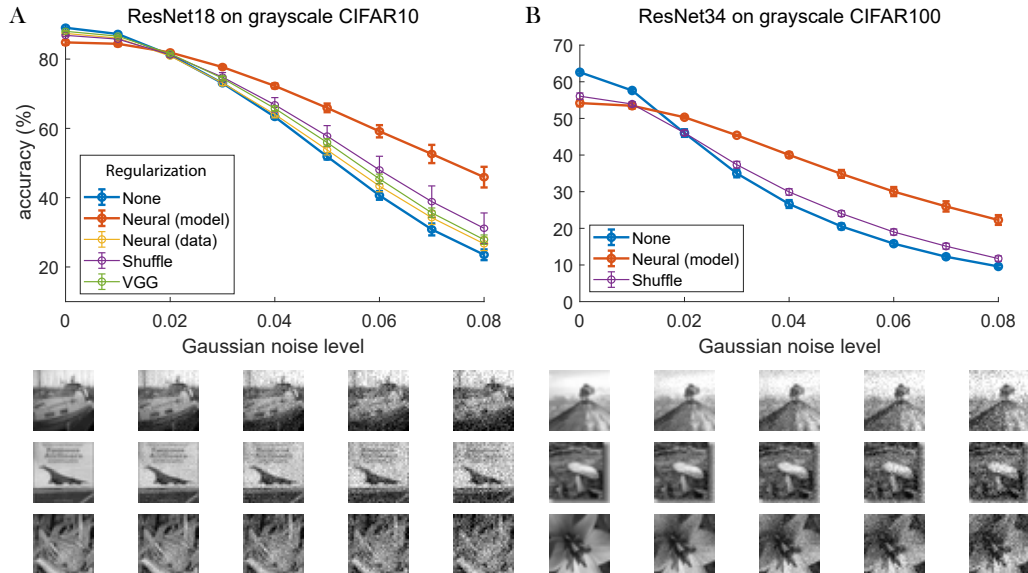 A
ResNet18 on grayscale CIFAR10
accuracy (%)
80
60
40
20
Regularization
None
Neural (model)
Neural (data)
Shuffle
VGG
0
0.02
0.04
0.06
0.08
Gaussian noise level
B
ResNet34 on grayscale CIFAR100
70
60
50
40
30
20
10
0
None
Neural (model)
Shuffle
0
0.02
0.04
0.06
0.08
Gaussian noise level